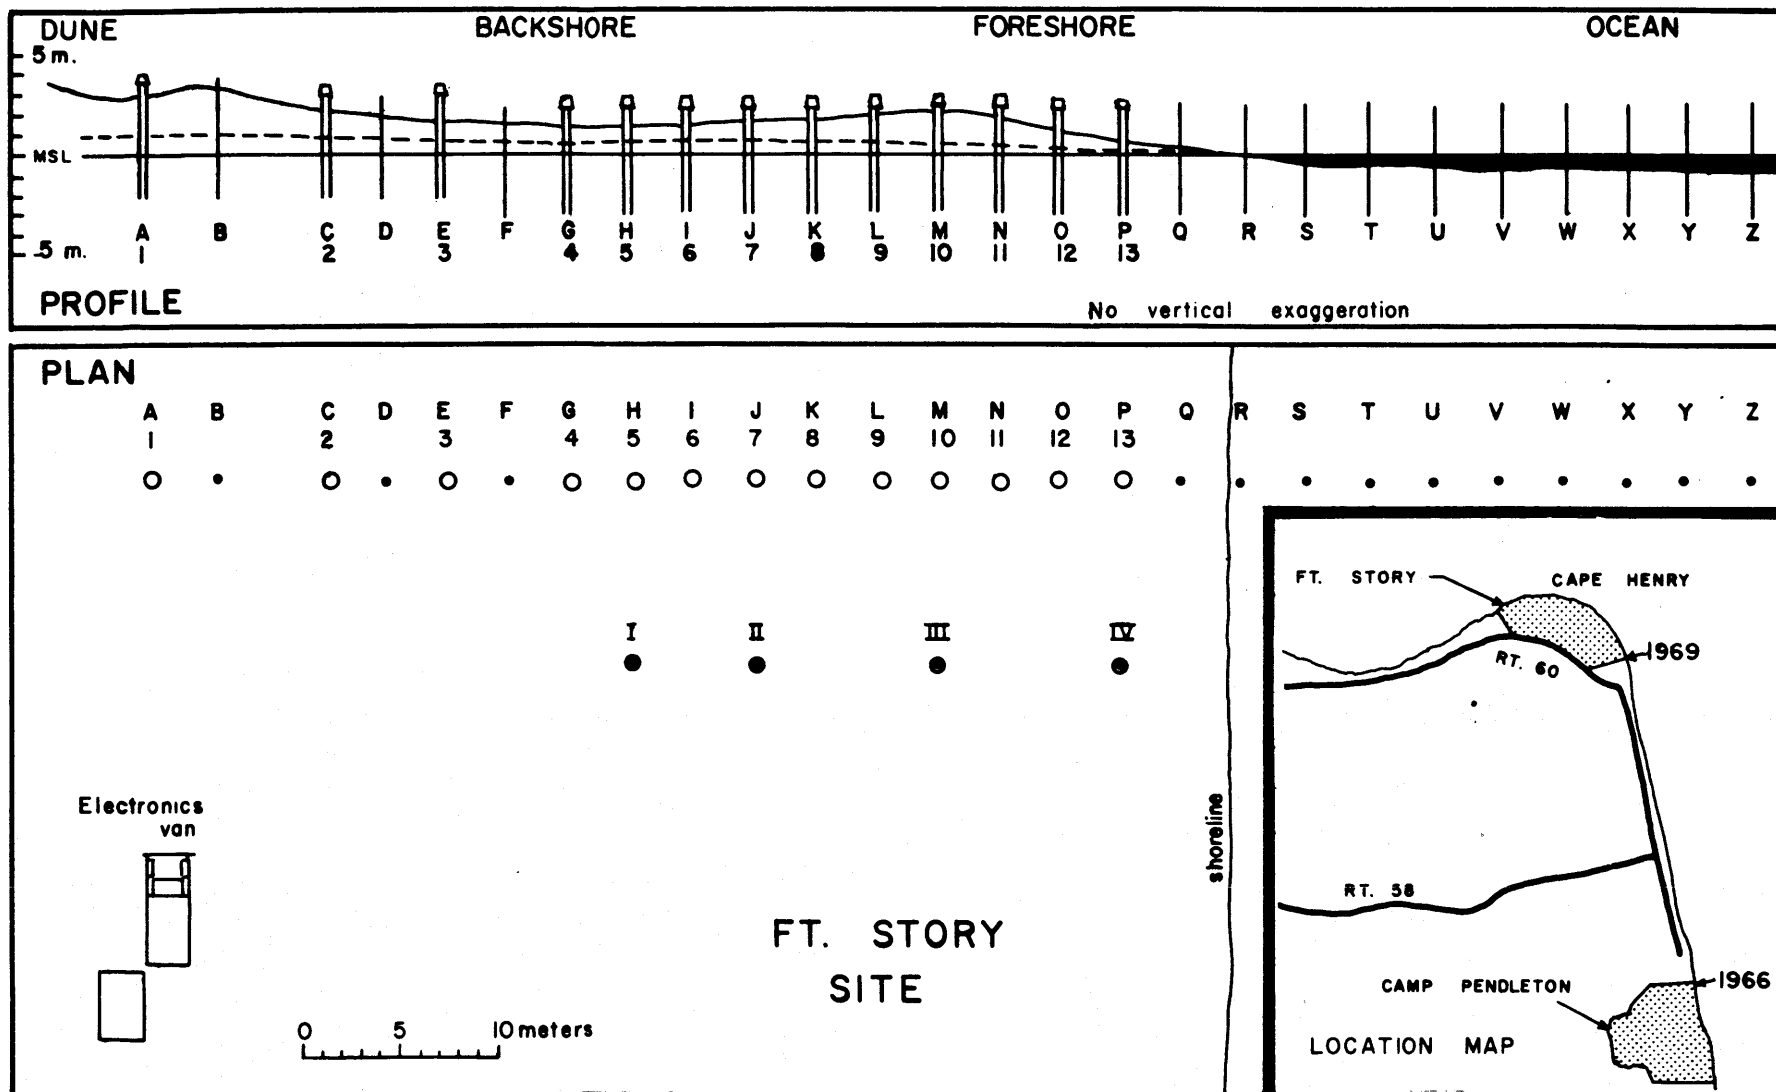 DUNE BACKSHORE FORESHORE OCEAN
5 m.
MSL
A B C D E F G H I J K L M N O P Q R S T U V W X Y Z
1 2 3 4 5 6 7 8 9 10 11 12 13
-5 m.
PROFILE
No vertical exaggeration
PLAN
A B C D E F G H I J K L M N O P Q R S T U V W X Y Z
1 2 3 4 5 6 7 8 9 10 11 12 13
I II III IV
FT. STORY CAPE HENRY
1969
RT. 60
Electronics
van
shoreline
RT. 58
FT. STORY
SITE
1966
CAMP PENDLETON
0 5 10 meters
LOCATION MAP